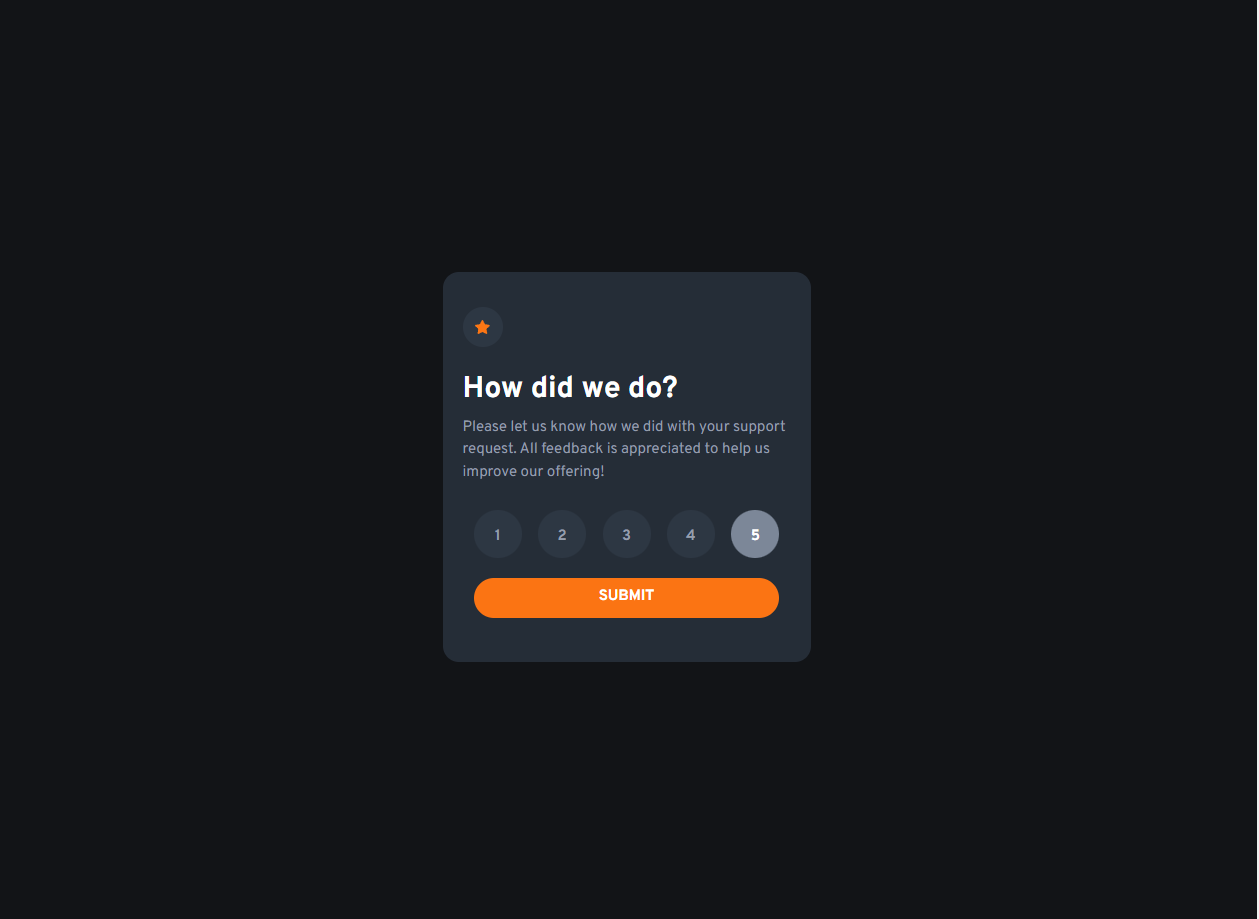 How did we do?
Please let us know how we did with your support
request. All feedback is appreciated to help us
improve our offering!
1 2 3 4 5
SUBMIT